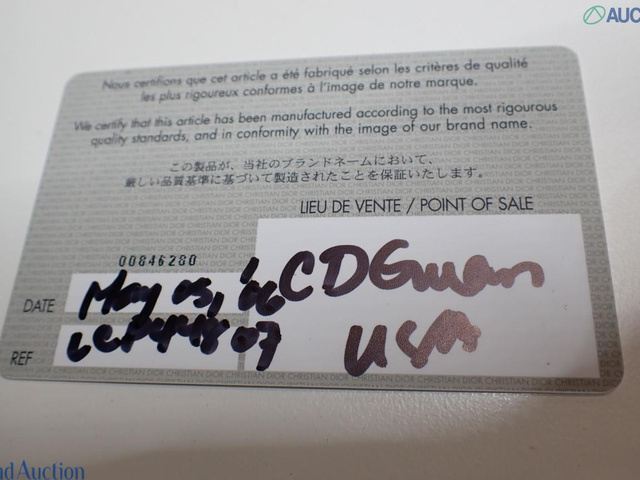 AUC
Nous certifions que cet article a été fabriqué selon les critères de qualité
les plus rigoureux conformes à l'image de notre marque.
We certify that this article has been manufactured according to the most rigourous
quality standards, and in conformity with the image of our brand name.
この製品が、当社のブランドネームにおいて、
厳しい品質基準に基づいて製造されたことを保証いたします。
LIEU DE VENTE / POINT OF SALE
00846280
DATE May 03, '06
CDGuam
USA
REF
nd Auction